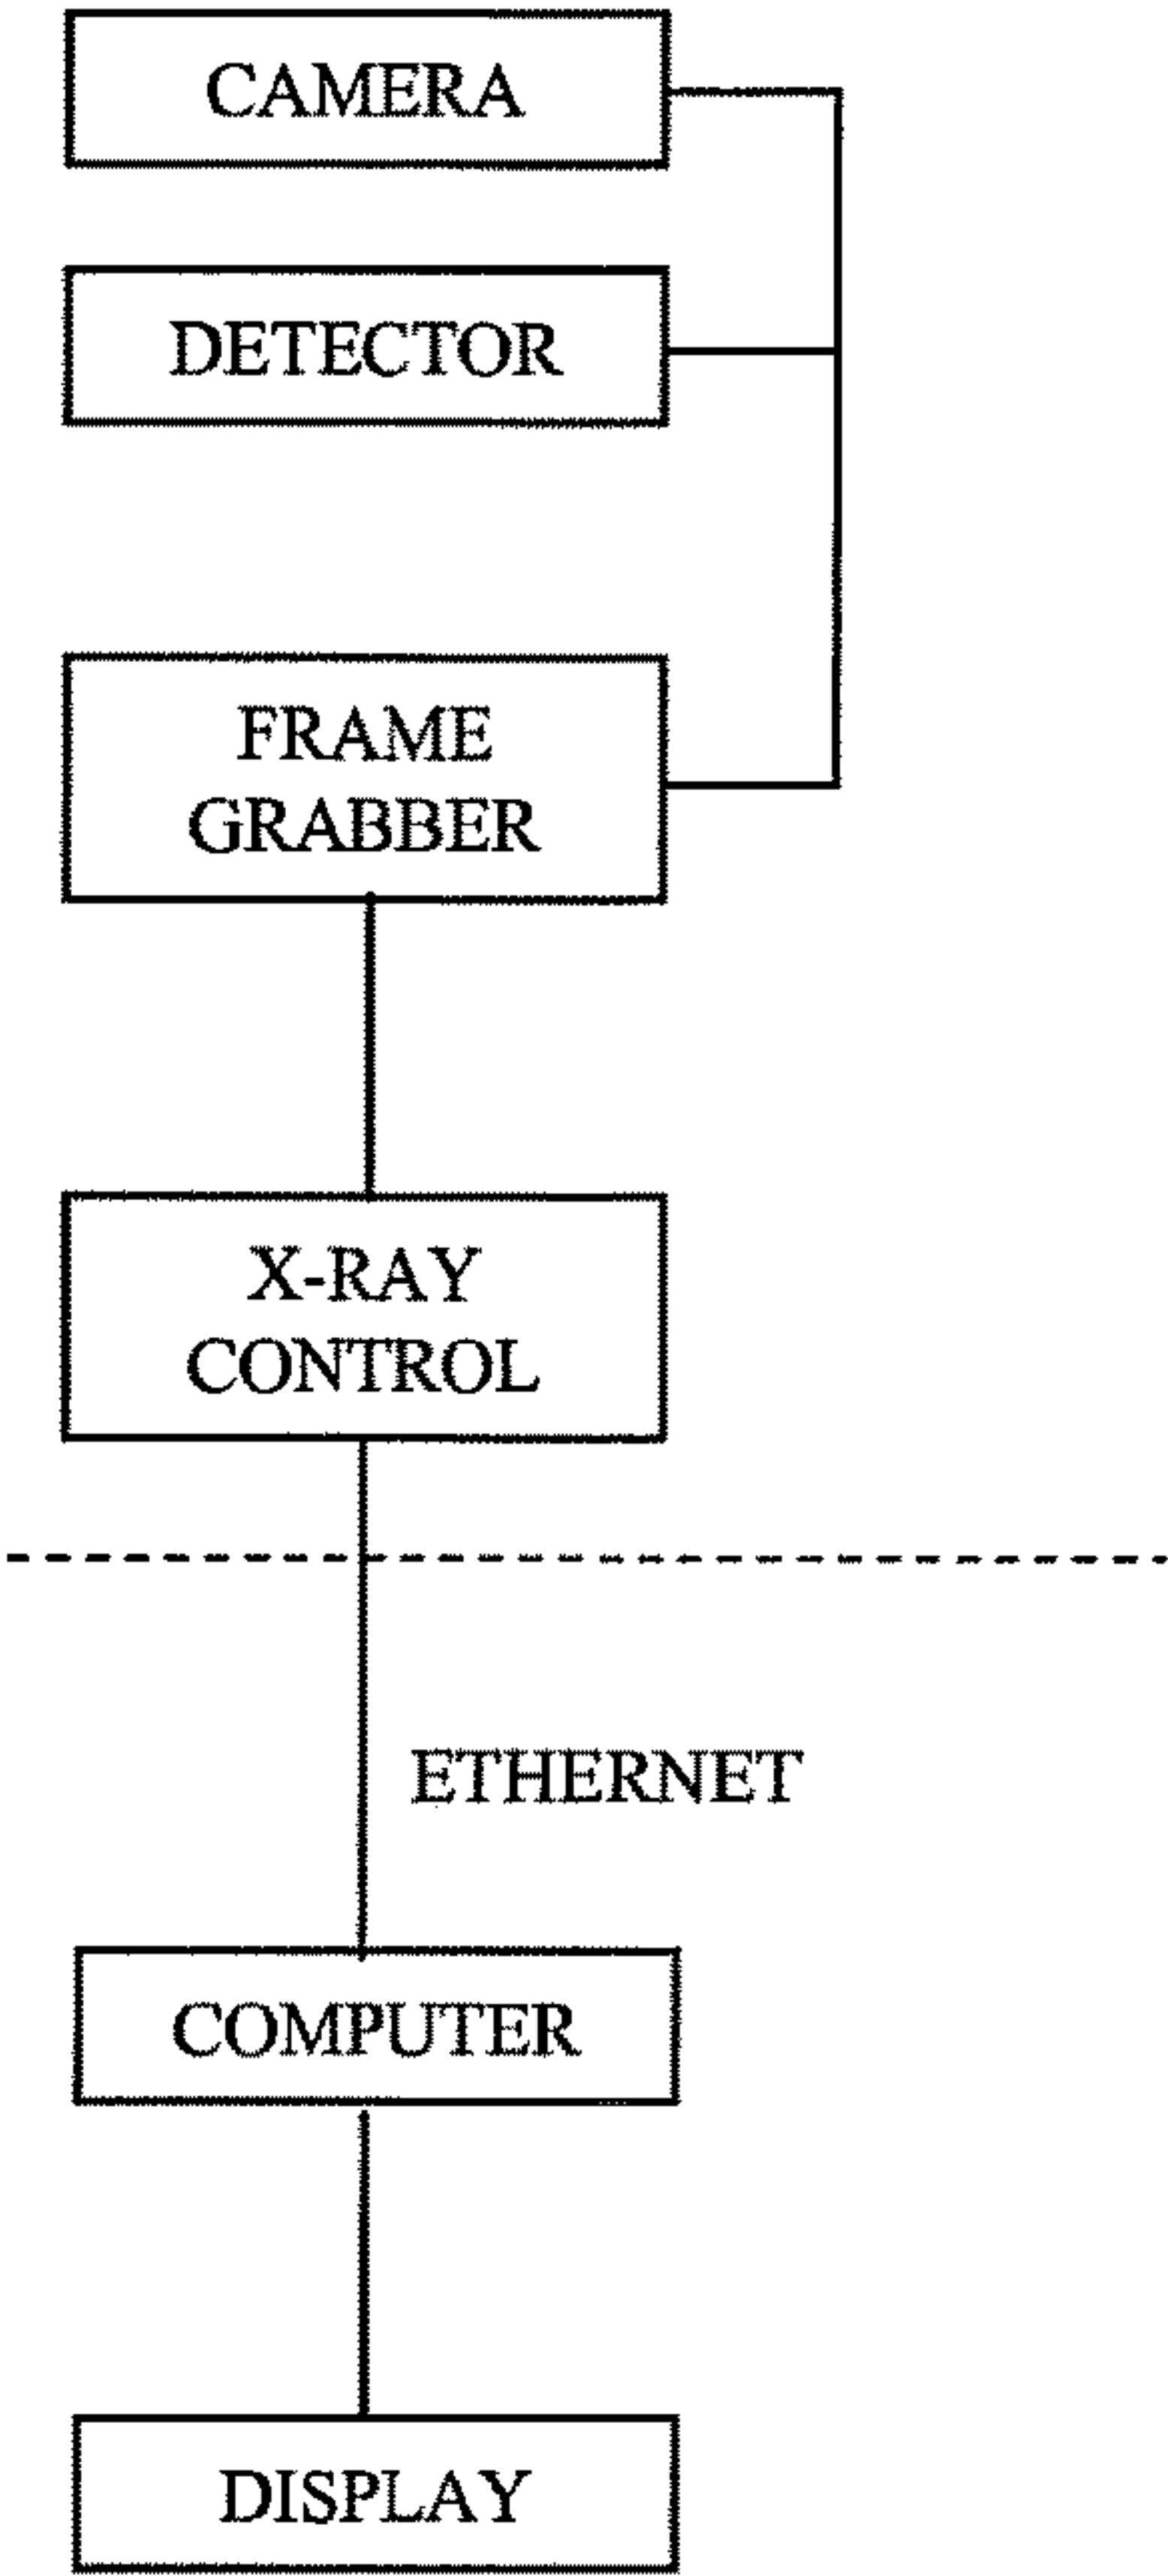 CAMERA
DETECTOR
FRAME
GRABBER
X-RAY
CONTROL
ETHERNET
COMPUTER
DISPLAY